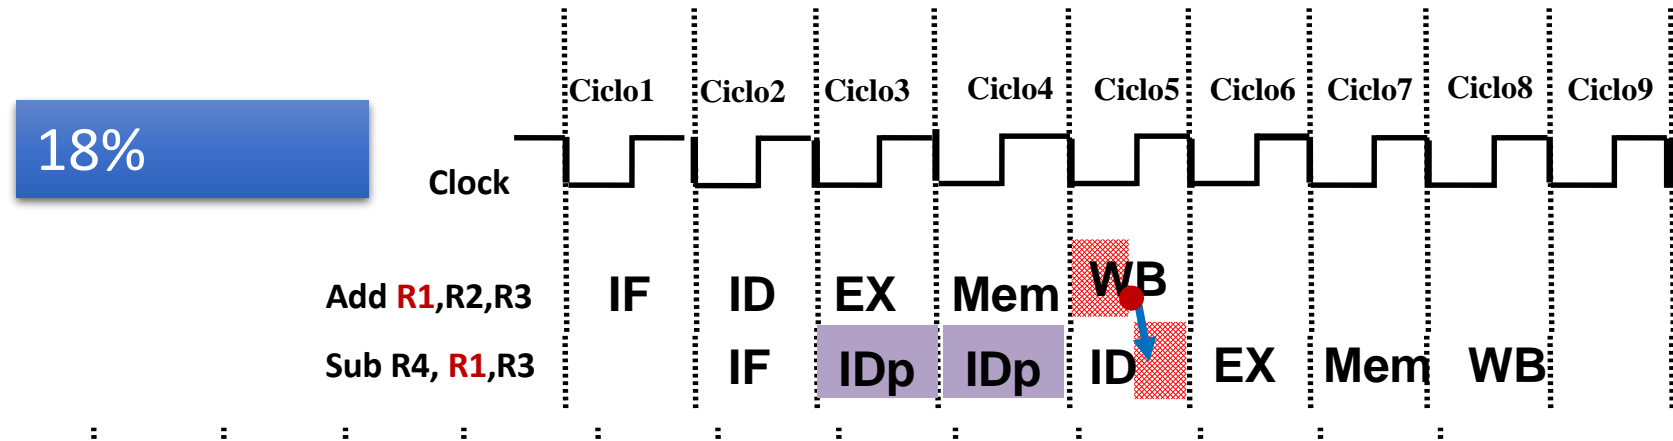 Ciclo1 Ciclo2 Ciclo3 Ciclo4 Ciclo5 Ciclo6 Ciclo7 Ciclo8 Ciclo9
18%
Clock
Add R1,R2,R3 IF ID EX Mem WB
Sub R4, R1,R3 IF IDp IDp ID EX Mem WB